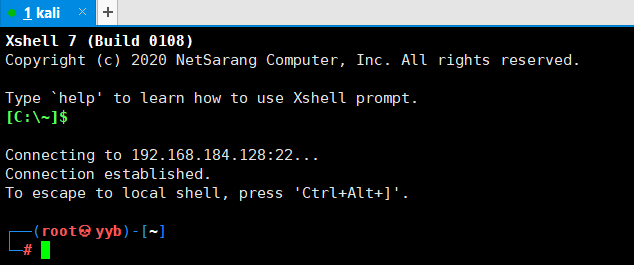 1 kali × +
Xshell 7 (Build 0108)
Copyright (c) 2020 NetSarang Computer, Inc. All rights reserved.
Type `help' to learn how to use Xshell prompt.
[C:\~]$
Connecting to 192.168.184.128:22...
Connection established.
To escape to local shell, press 'Ctrl+Alt+]'.
┌──(root㉿yyb)-[~]
└─#